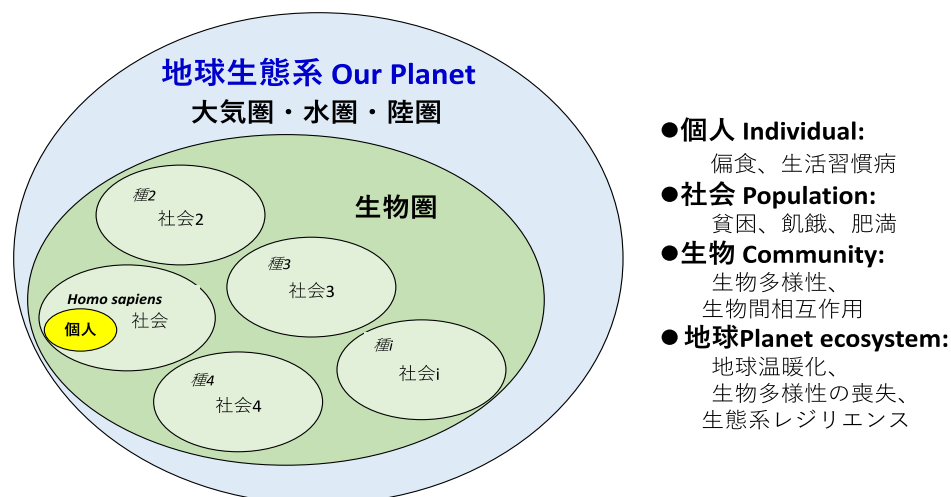 地球生態系 Our Planet
大気圏・水圏・陸圏
生物圏
種2
社会2
種3
社会3
Homo sapiens
社会
個人
種i
社会i
種4
社会4
●個人 Individual:
偏食、生活習慣病
●社会 Population:
貧困、飢餓、肥満
●生物 Community:
生物多様性、
生物間相互作用
● 地球Planet ecosystem:
地球温暖化、
生物多様性の喪失、
生態系レジリエンス